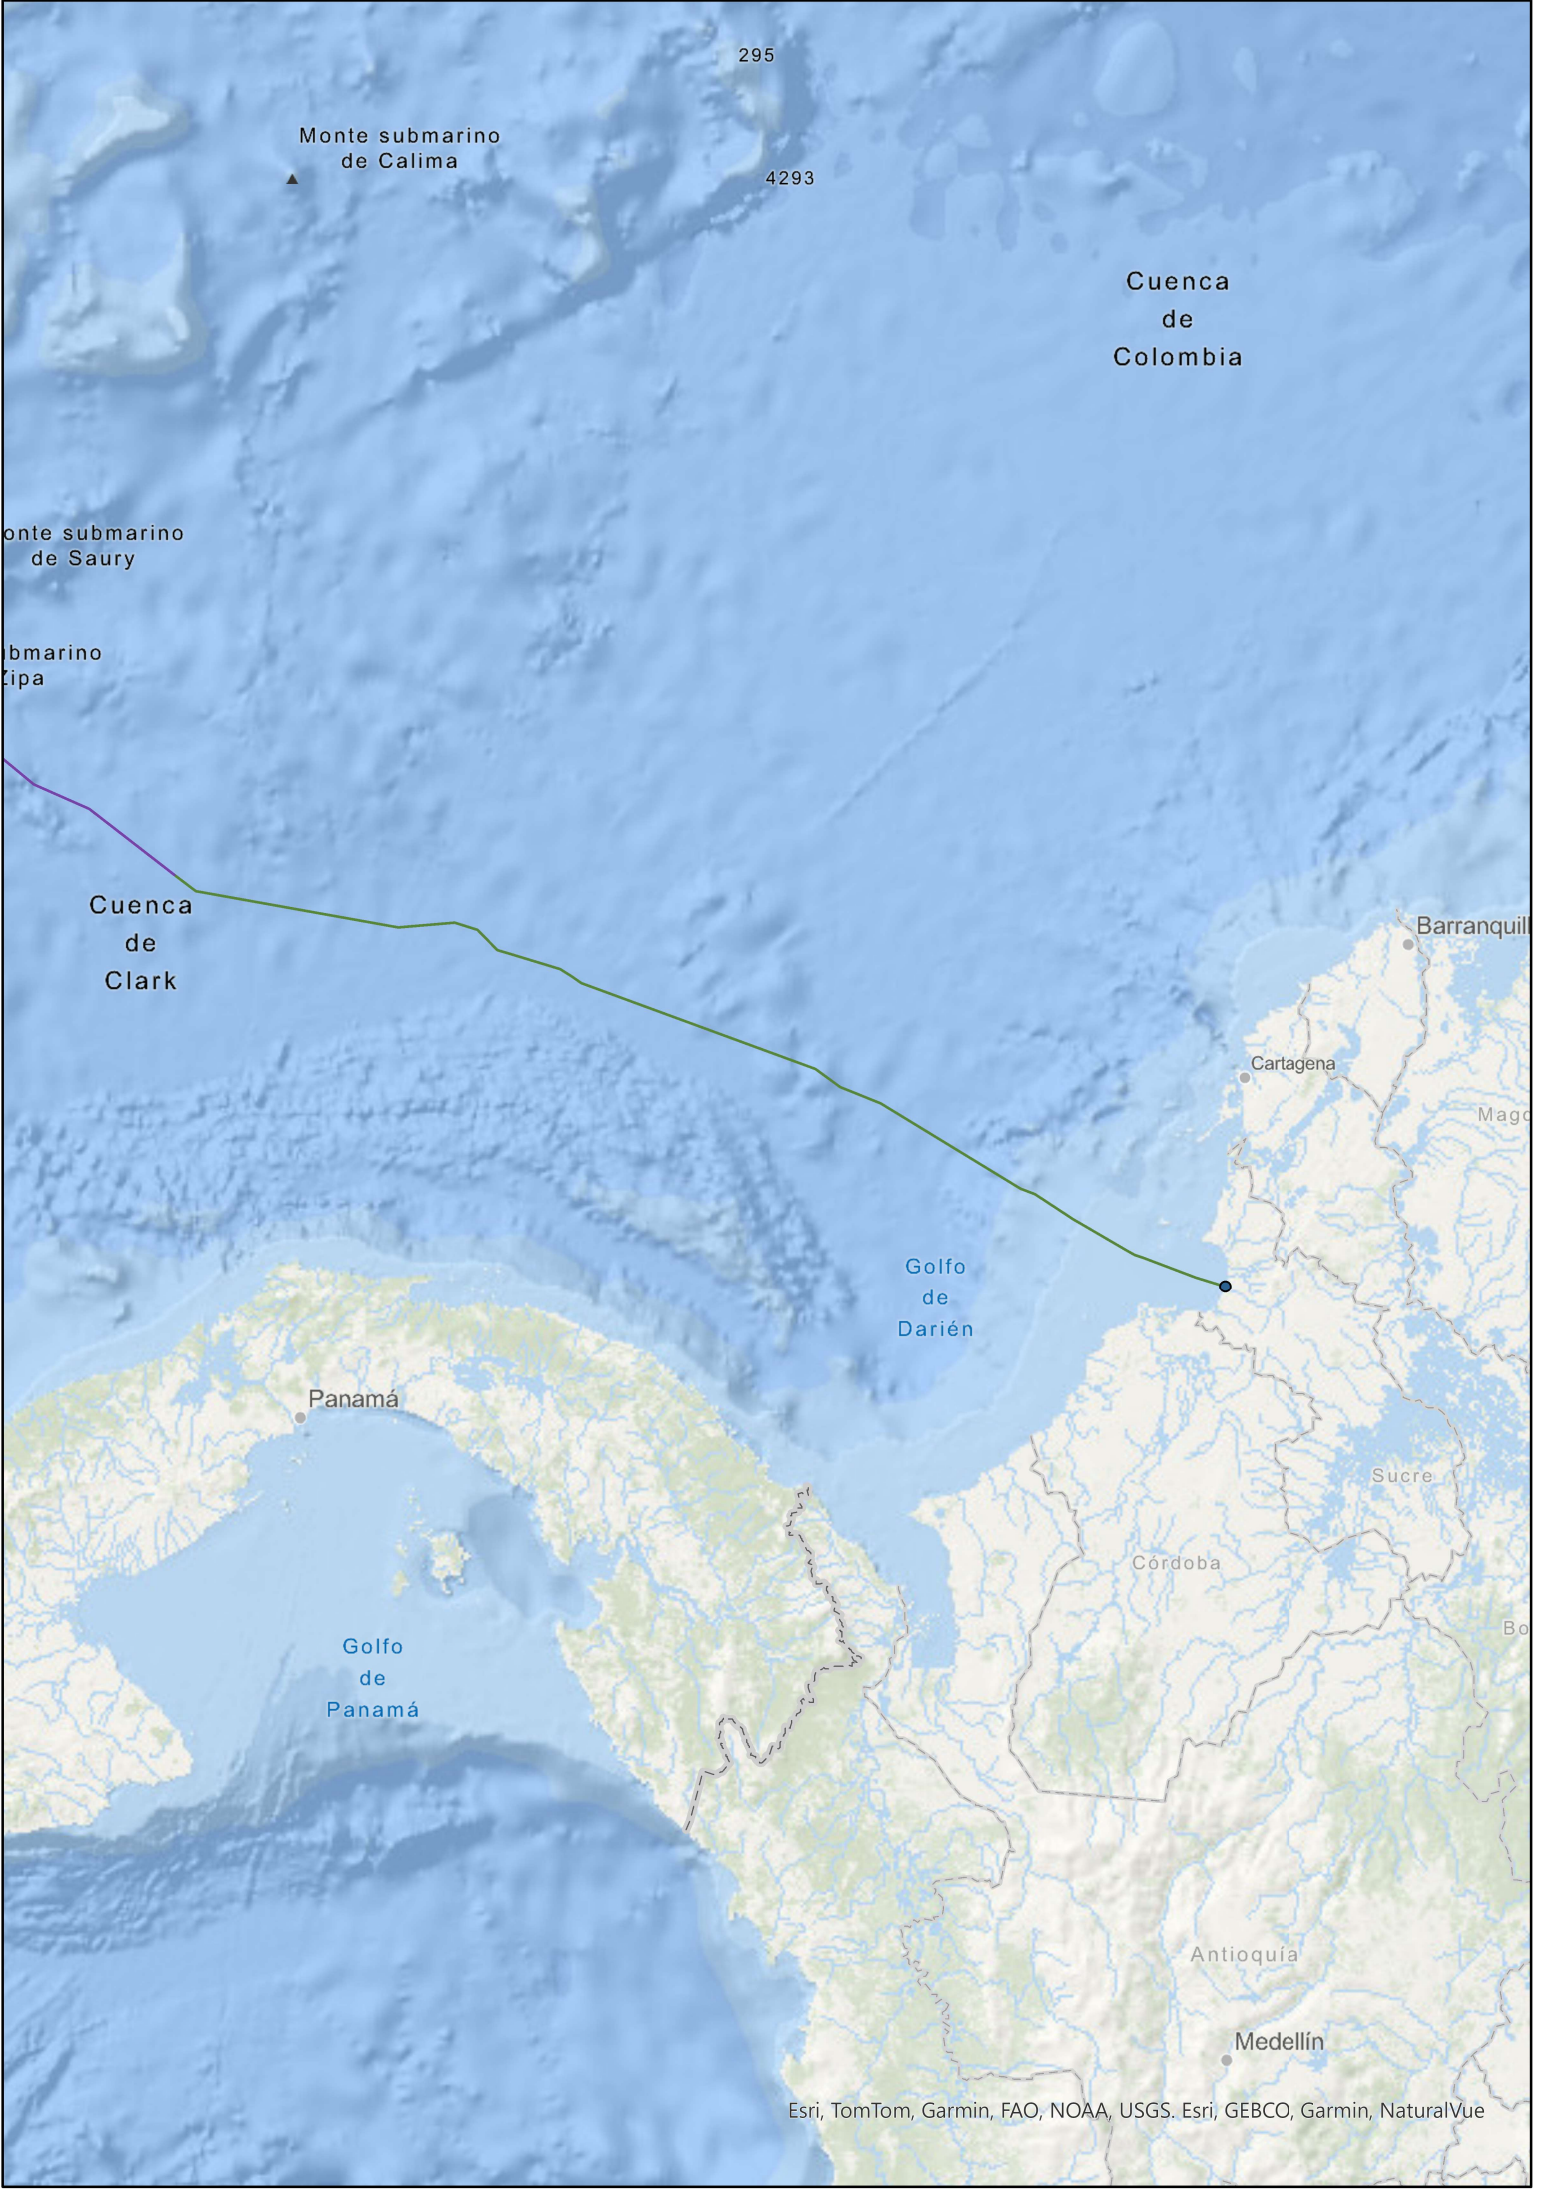 295
Monte submarino
de Calima
4293
Cuenca
de
Colombia
onte submarino
de Saury
bmarino
Zipa
Cuenca
de
Clark
Barranquill
Cartagena
Magd
Golfo
de
Darién
Panamá
Sucre
Córdoba
Bo
Golfo
de
Panamá
Antioquía
Medellín
Esri, TomTom, Garmin, FAO, NOAA, USGS. Esri, GEBCO, Garmin, NaturalVue